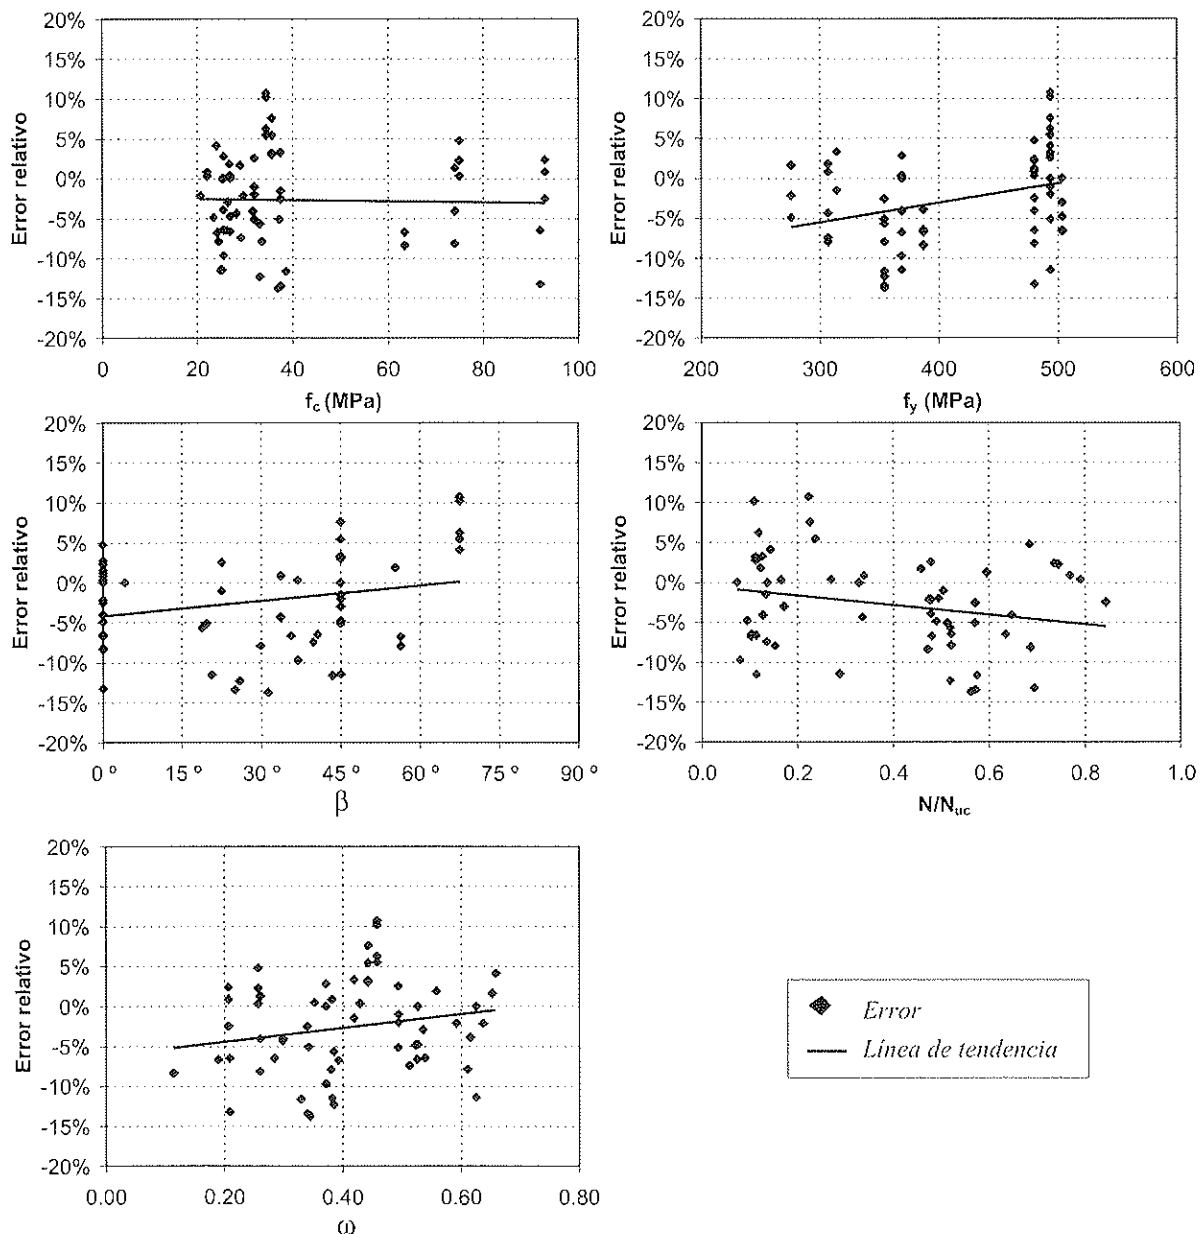 20%
15%
10%
5%
0%
-5%
-10%
-15%
-20%
Error relativo
0 20 40 60 80 100
f_c (MPa)
20%
15%
10%
5%
0%
-5%
-10%
-15%
-20%
Error relativo
200 300 400 500 600
f_y (MPa)
20%
15%
10%
5%
0%
-5%
-10%
-15%
-20%
Error relativo
0 º 15 º 30 º 45 º 60 º 75 º 90 º
β
20%
15%
10%
5%
0%
-5%
-10%
-15%
-20%
Error relativo
0.0 0.2 0.4 0.6 0.8 1.0
N/N_uc
20%
15%
10%
5%
0%
-5%
-10%
-15%
-20%
Error relativo
0.00 0.20 0.40 0.60 0.80
ω
Error
Línea de tendencia